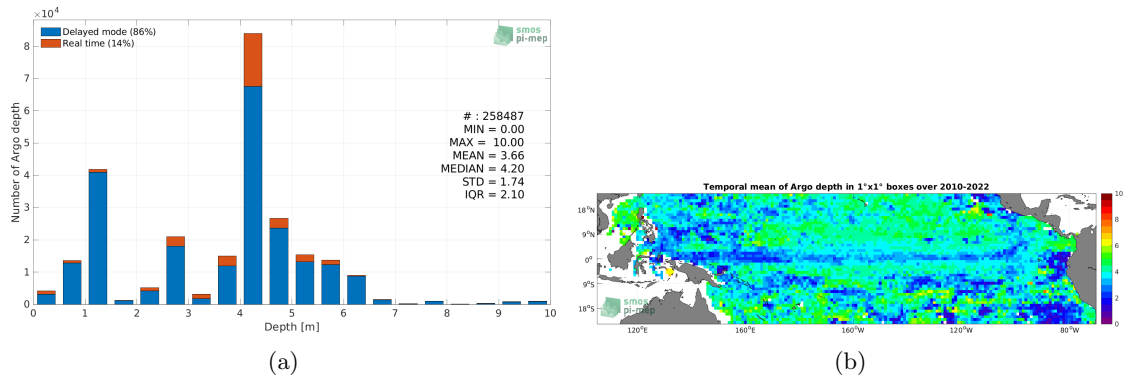 ×10^4
Delayed mode (86%)
Real time (14%)
smos
pi-mep
8
7
6
5
4
3
2
1
0
Number of Argo depth
# : 258487
MIN = 0.00
MAX = 10.00
MEAN = 3.66
MEDIAN = 4.20
STD = 1.74
IQR = 2.10
0 1 2 3 4 5 6 7 8 9 10
Depth [m]
(a)
Temporal mean of Argo depth in 1°x1° boxes over 2010-2022
18°N
9°N
0°
9°S
18°S
smos
pi-mep
120°E 160°E 160°W 120°W 80°W
10
8
6
4
2
0
(b)